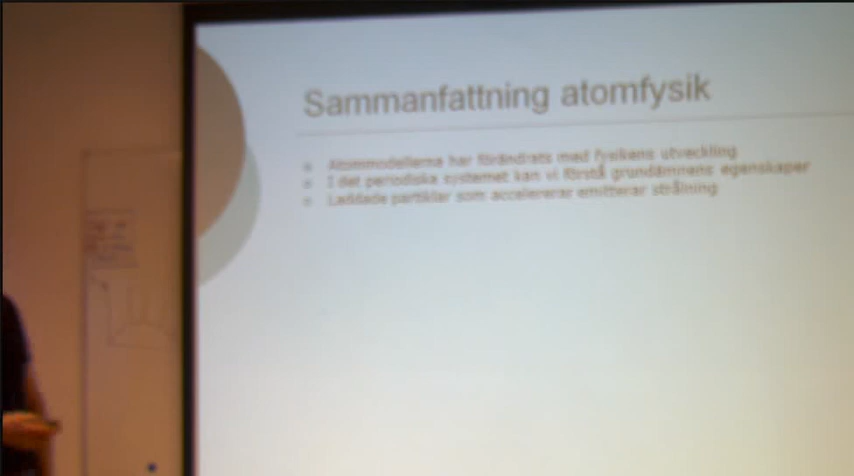 Sammanfattning atomfysik
Atommodellerna har förändrats med fysikens utveckling
I det periodiska systemet kan vi förstå grundämnens egenskaper
Laddade partiklar som accelererar emitterar strålning